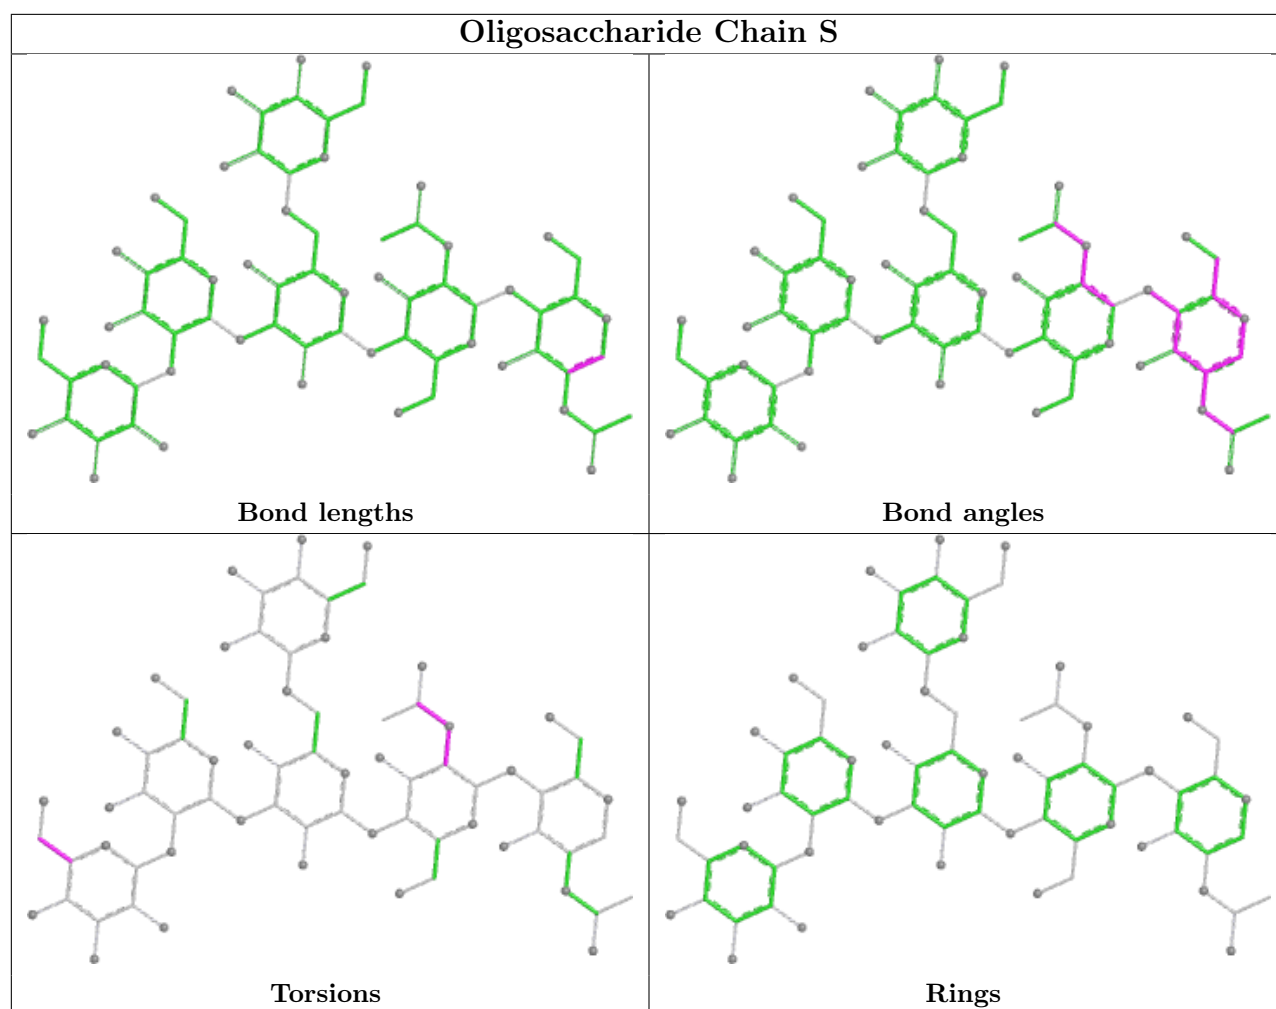 Oligosaccharide Chain S
Bond lengths
Bond angles
Torsions
Rings